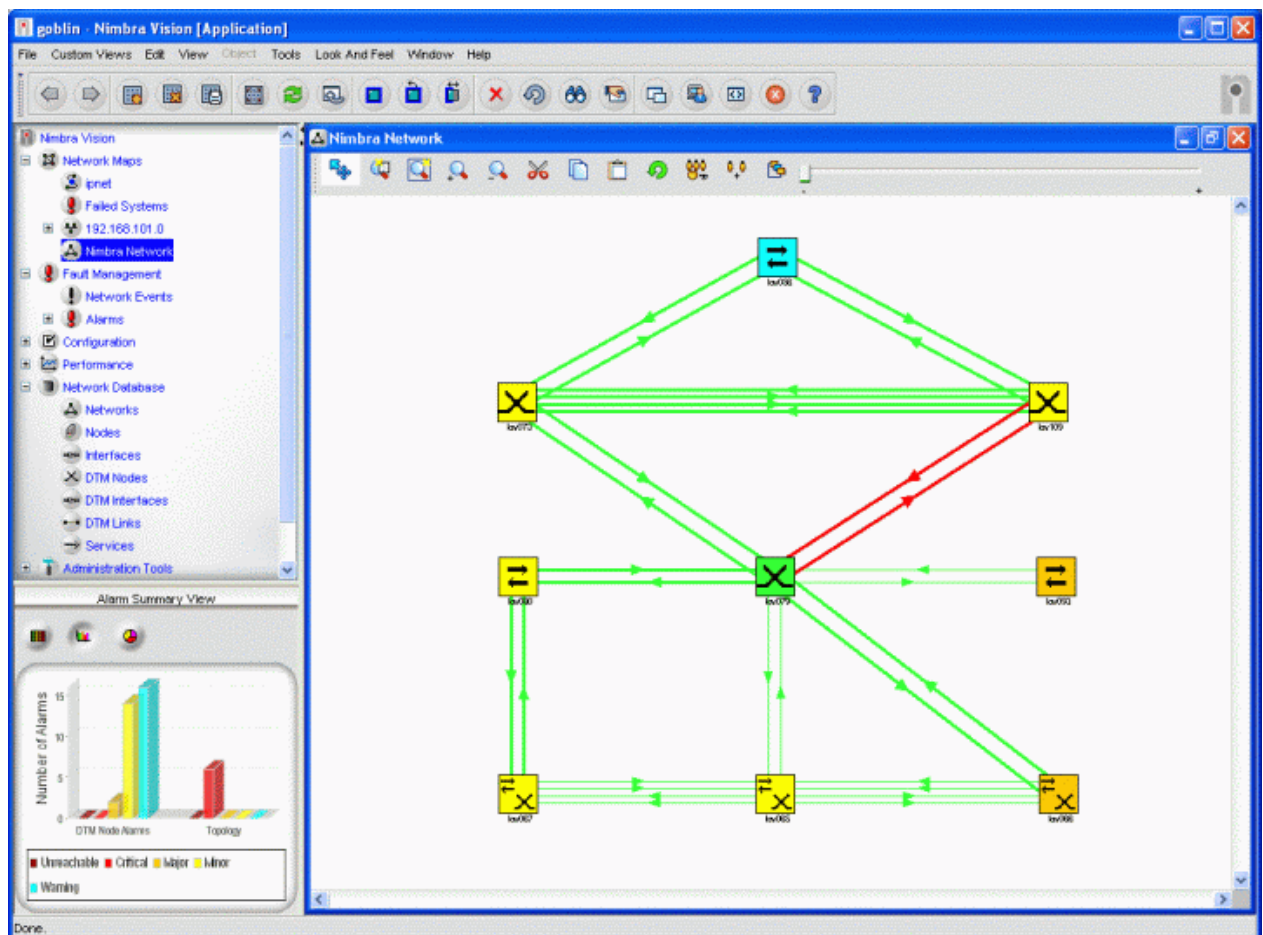 goblin - Nimbra Vision [Application]
File Custom Views Edit View Object Tools Look And Feel Window Help
Nimbra Vision
Network Maps
ipnet
Failed Systems
192.168.101.0
Nimbra Network
Fault Management
Network Events
Alarms
Configuration
Performance
Network Database
Networks
Nodes
Interfaces
DTM Nodes
DTM Interfaces
DTM Links
Services
Administration Tools
Alarm Summary View
Number of Alarms
15
10
5
0
DTM Node Alarms Topology
Unreachable Critical Major Minor
Warning
Done.
Nimbra Network
iov109
iov079